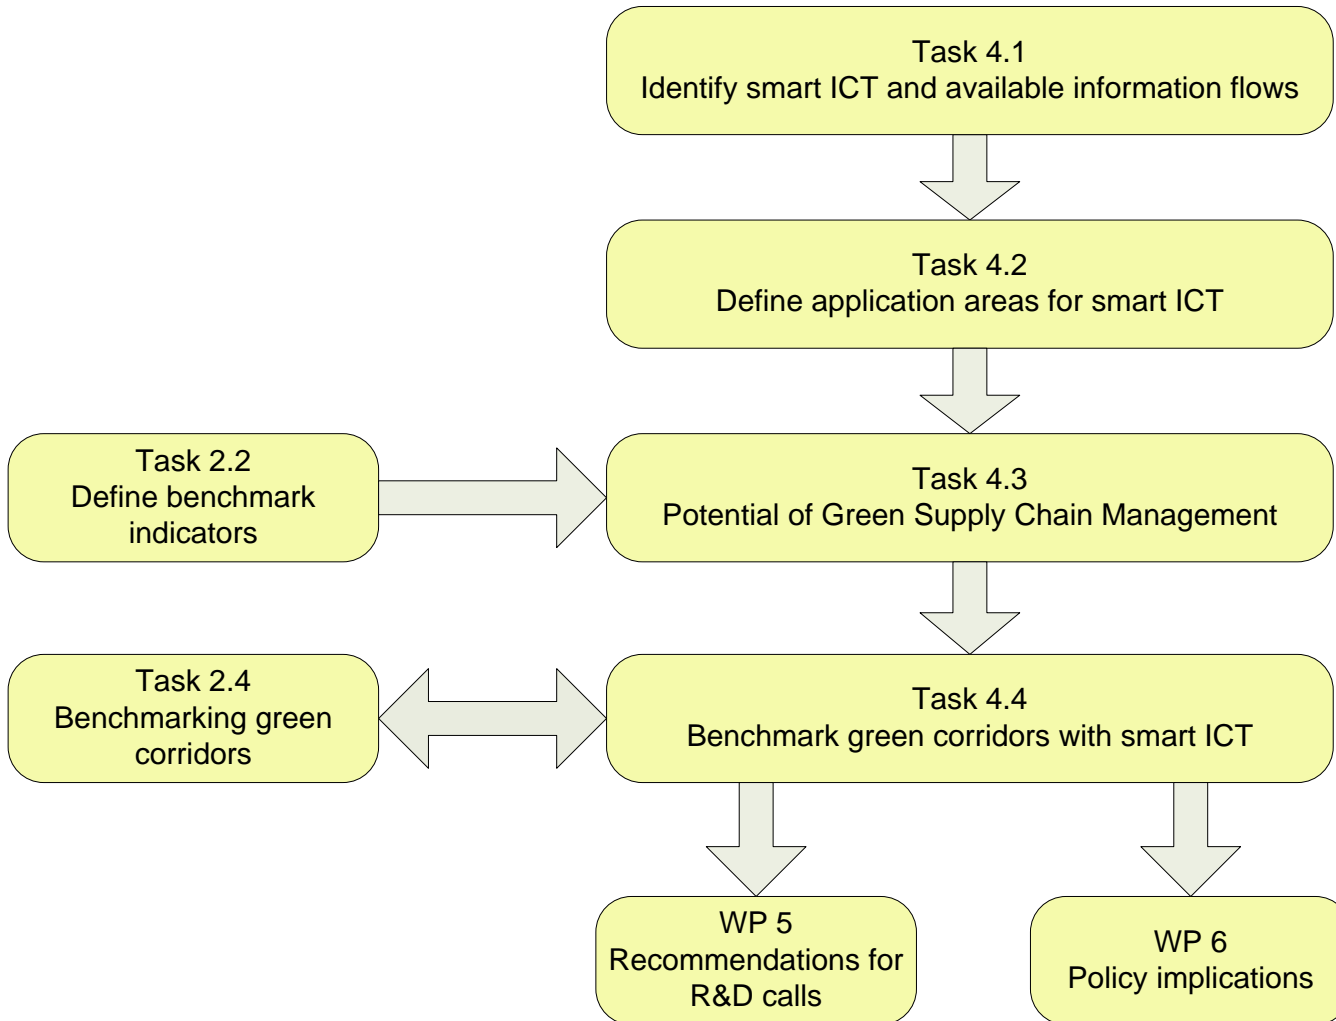 Task 4.1
Identify smart ICT and available information flows
Task 4.2
Define application areas for smart ICT
Task 2.2
Define benchmark
indicators
Task 4.3
Potential of Green Supply Chain Management
Task 2.4
Benchmarking green
corridors
Task 4.4
Benchmark green corridors with smart ICT
WP 5
Recommendations for
R&D calls
WP 6
Policy implications